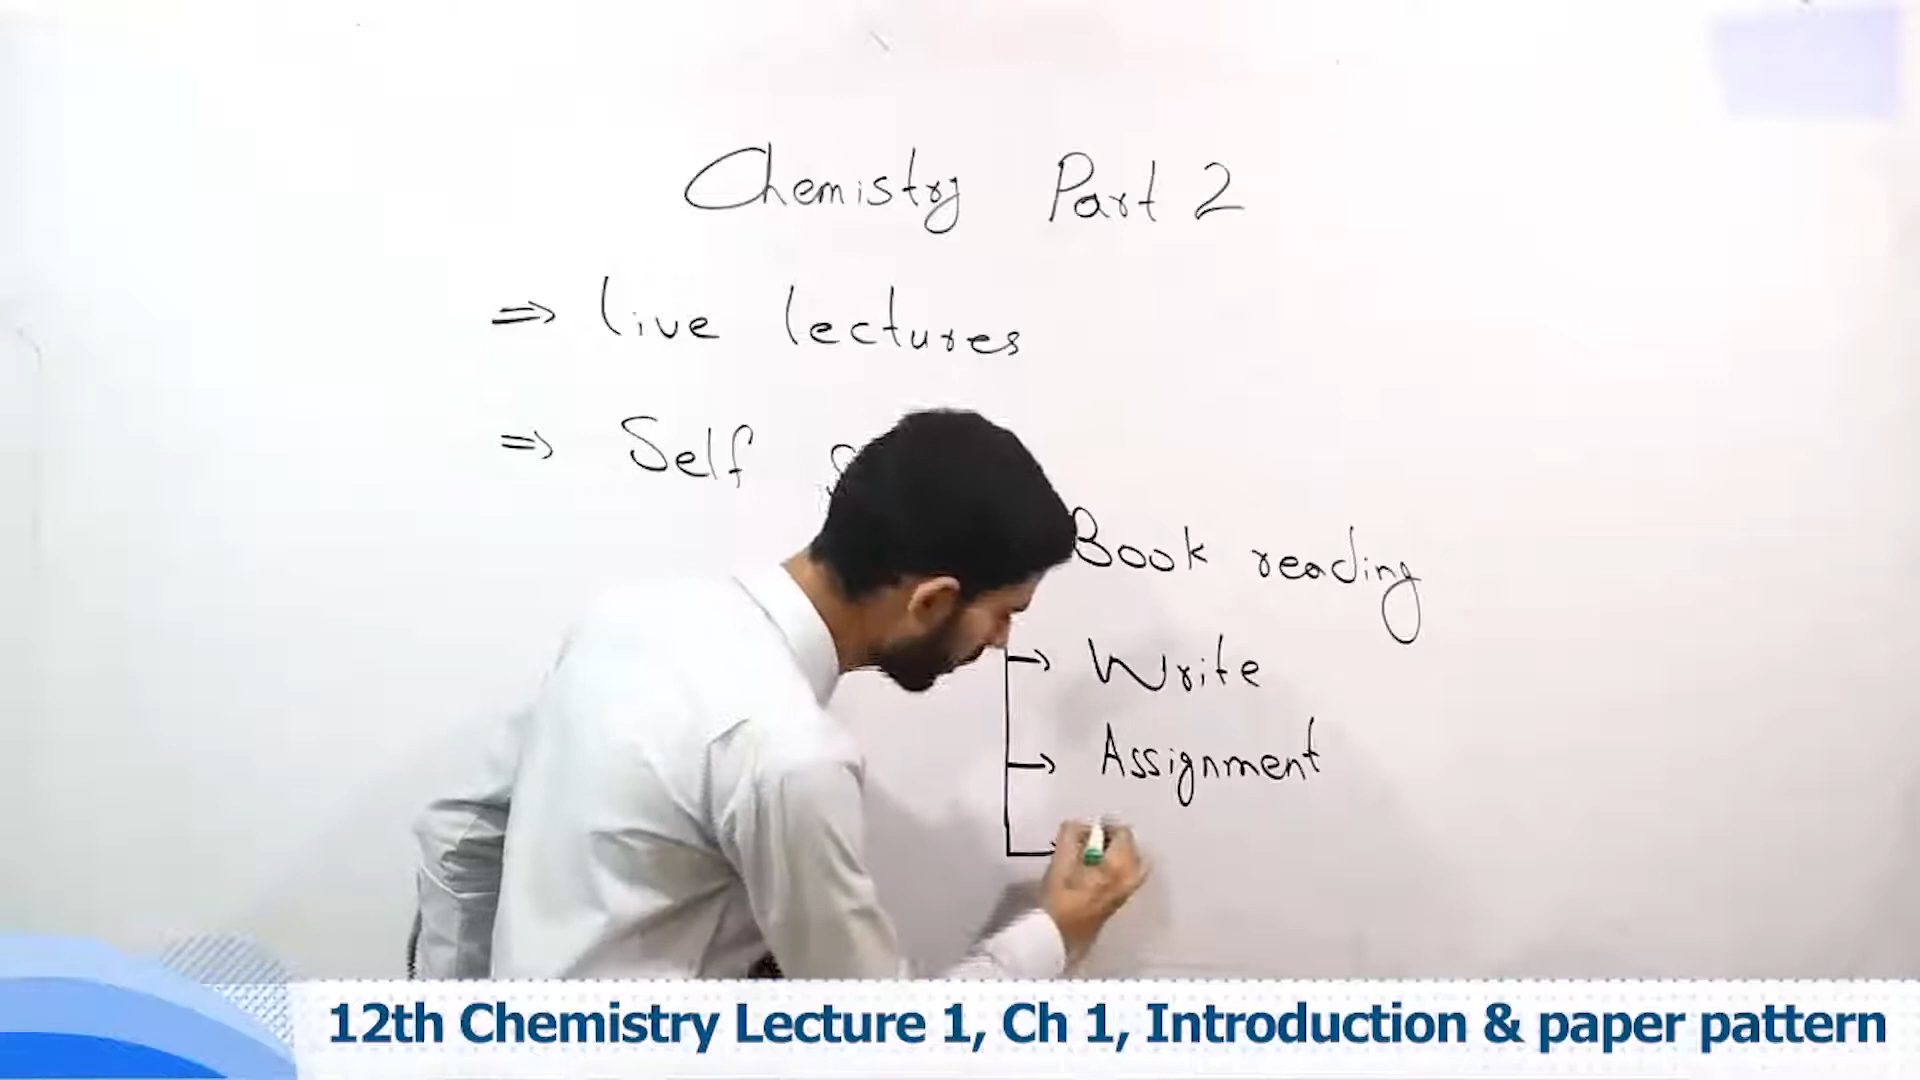 Chemistry Part 2
⇒ live lectures
⇒ Self
Book reading
→ Write
→ Assignment
12th Chemistry Lecture 1, Ch 1, Introduction & paper pattern